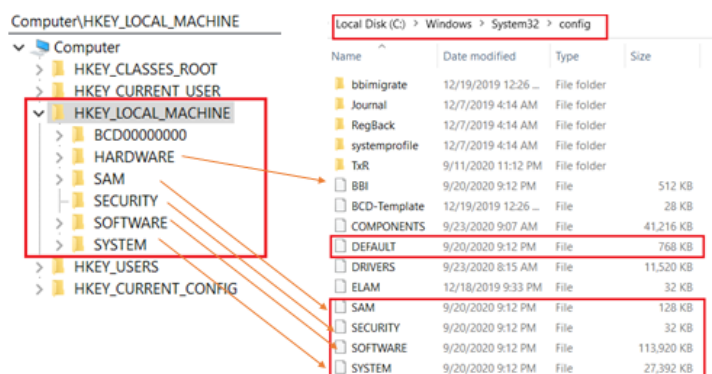 Computer\HKEY_LOCAL_MACHINE
Computer
HKEY_CLASSES_ROOT
HKEY_CURRENT_USER
HKEY_LOCAL_MACHINE
BCD00000000
HARDWARE
SAM
SECURITY
SOFTWARE
SYSTEM
HKEY_USERS
HKEY_CURRENT_CONFIG
Local Disk (C:) > Windows > System32 > config
Name Date modified Type Size
bbimigrate 12/19/2019 12:26 ... File folder
Journal 12/7/2019 4:14 AM File folder
RegBack 12/7/2019 4:14 AM File folder
systemprofile 12/7/2019 4:14 AM File folder
TxR 9/11/2020 11:12 PM File folder
BBI 9/20/2020 9:12 PM File 512 KB
BCD-Template 12/19/2019 12:26 ... File 28 KB
COMPONENTS 9/23/2020 9:07 AM File 41,216 KB
DEFAULT 9/20/2020 9:12 PM File 768 KB
DRIVERS 9/23/2020 8:15 AM File 11,520 KB
ELAM 12/18/2019 9:33 PM File 32 KB
SAM 9/20/2020 9:12 PM File 128 KB
SECURITY 9/20/2020 9:12 PM File 32 KB
SOFTWARE 9/20/2020 9:12 PM File 113,920 KB
SYSTEM 9/20/2020 9:12 PM File 27,392 KB